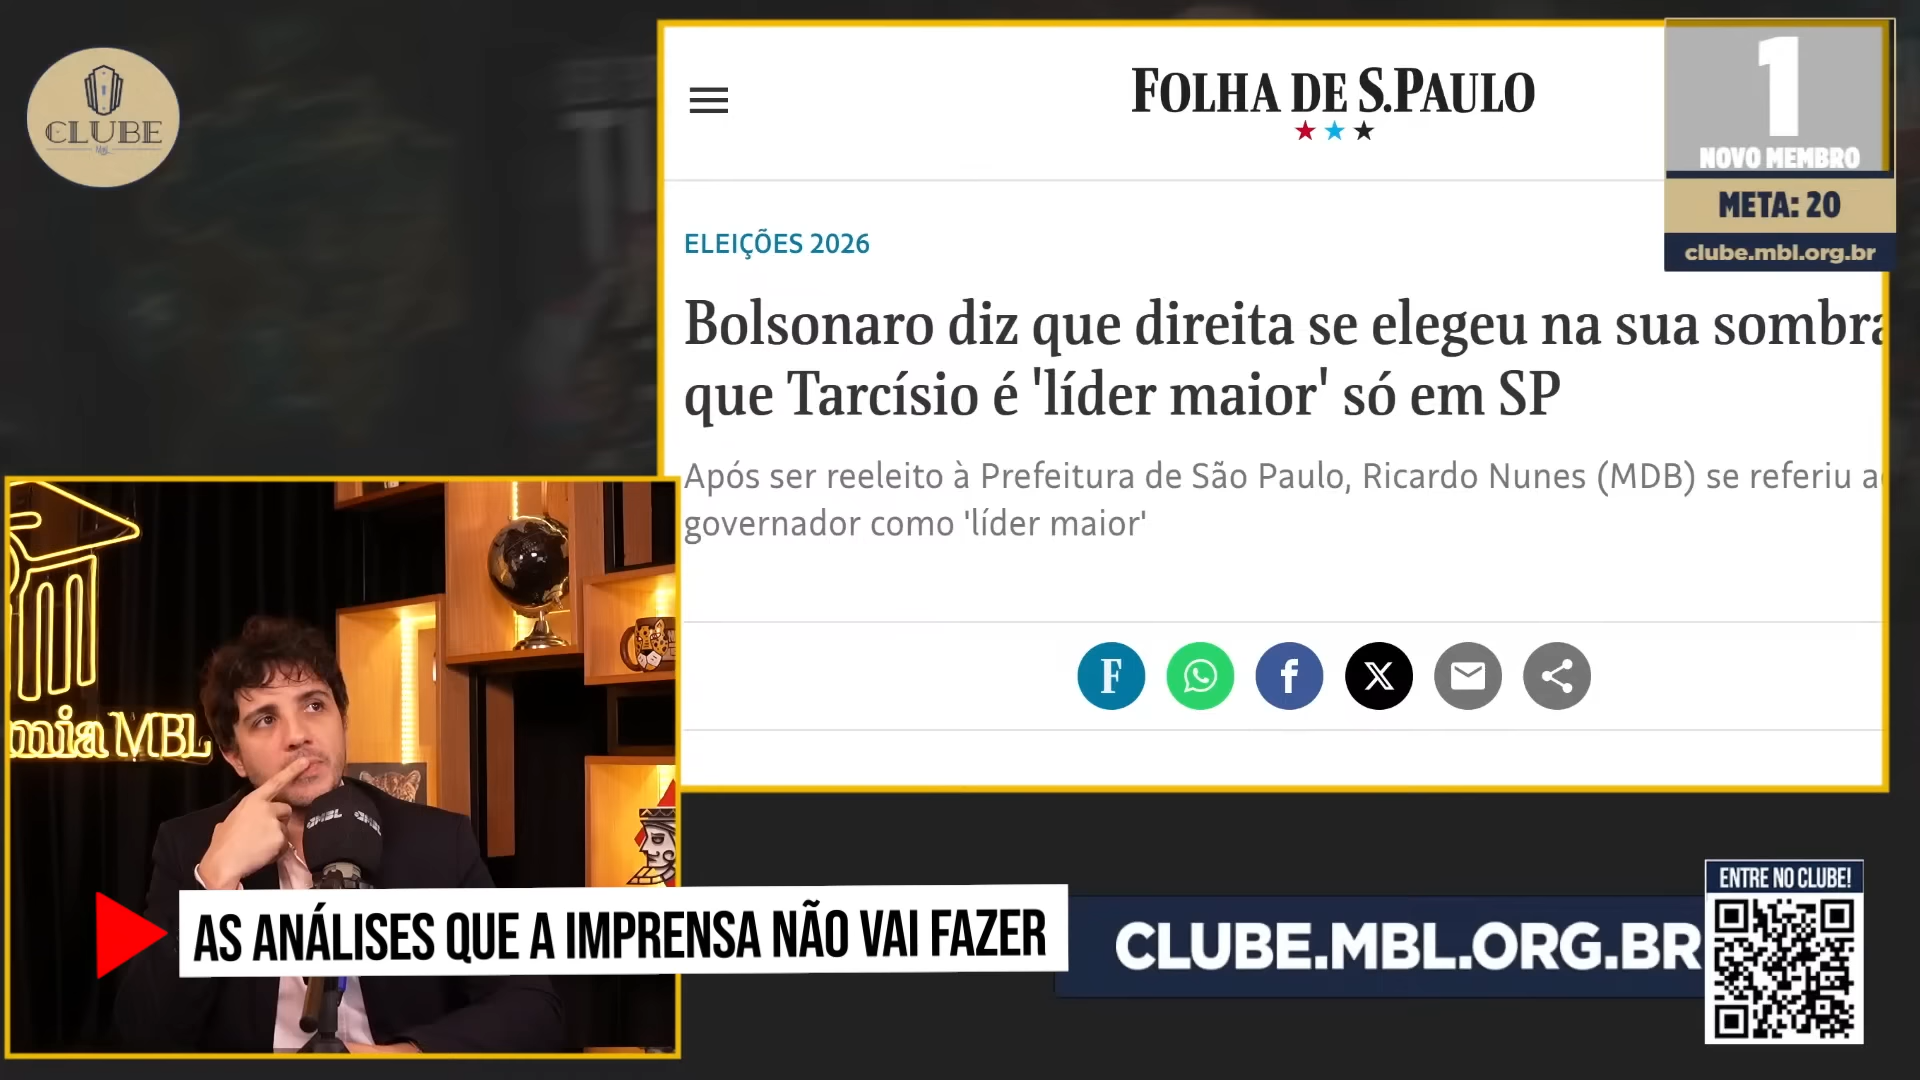 CLUBE
MBL
FOLHA DE S.PAULO
1
NOVO MEMBRO
META: 20
clube.mbl.org.br
ELEIÇÕES 2026
Bolsonaro diz que direita se elegeu na sua sombra
que Tarcísio é 'líder maior' só em SP
Após ser reeleito à Prefeitura de São Paulo, Ricardo Nunes (MDB) se referiu
governador como 'líder maior'
F
f
X
mia MBL
MBL MBL
AS ANÁLISES QUE A IMPRENSA NÃO VAI FAZER
CLUBE.MBL.ORG.BR
ENTRE NO CLUBE!